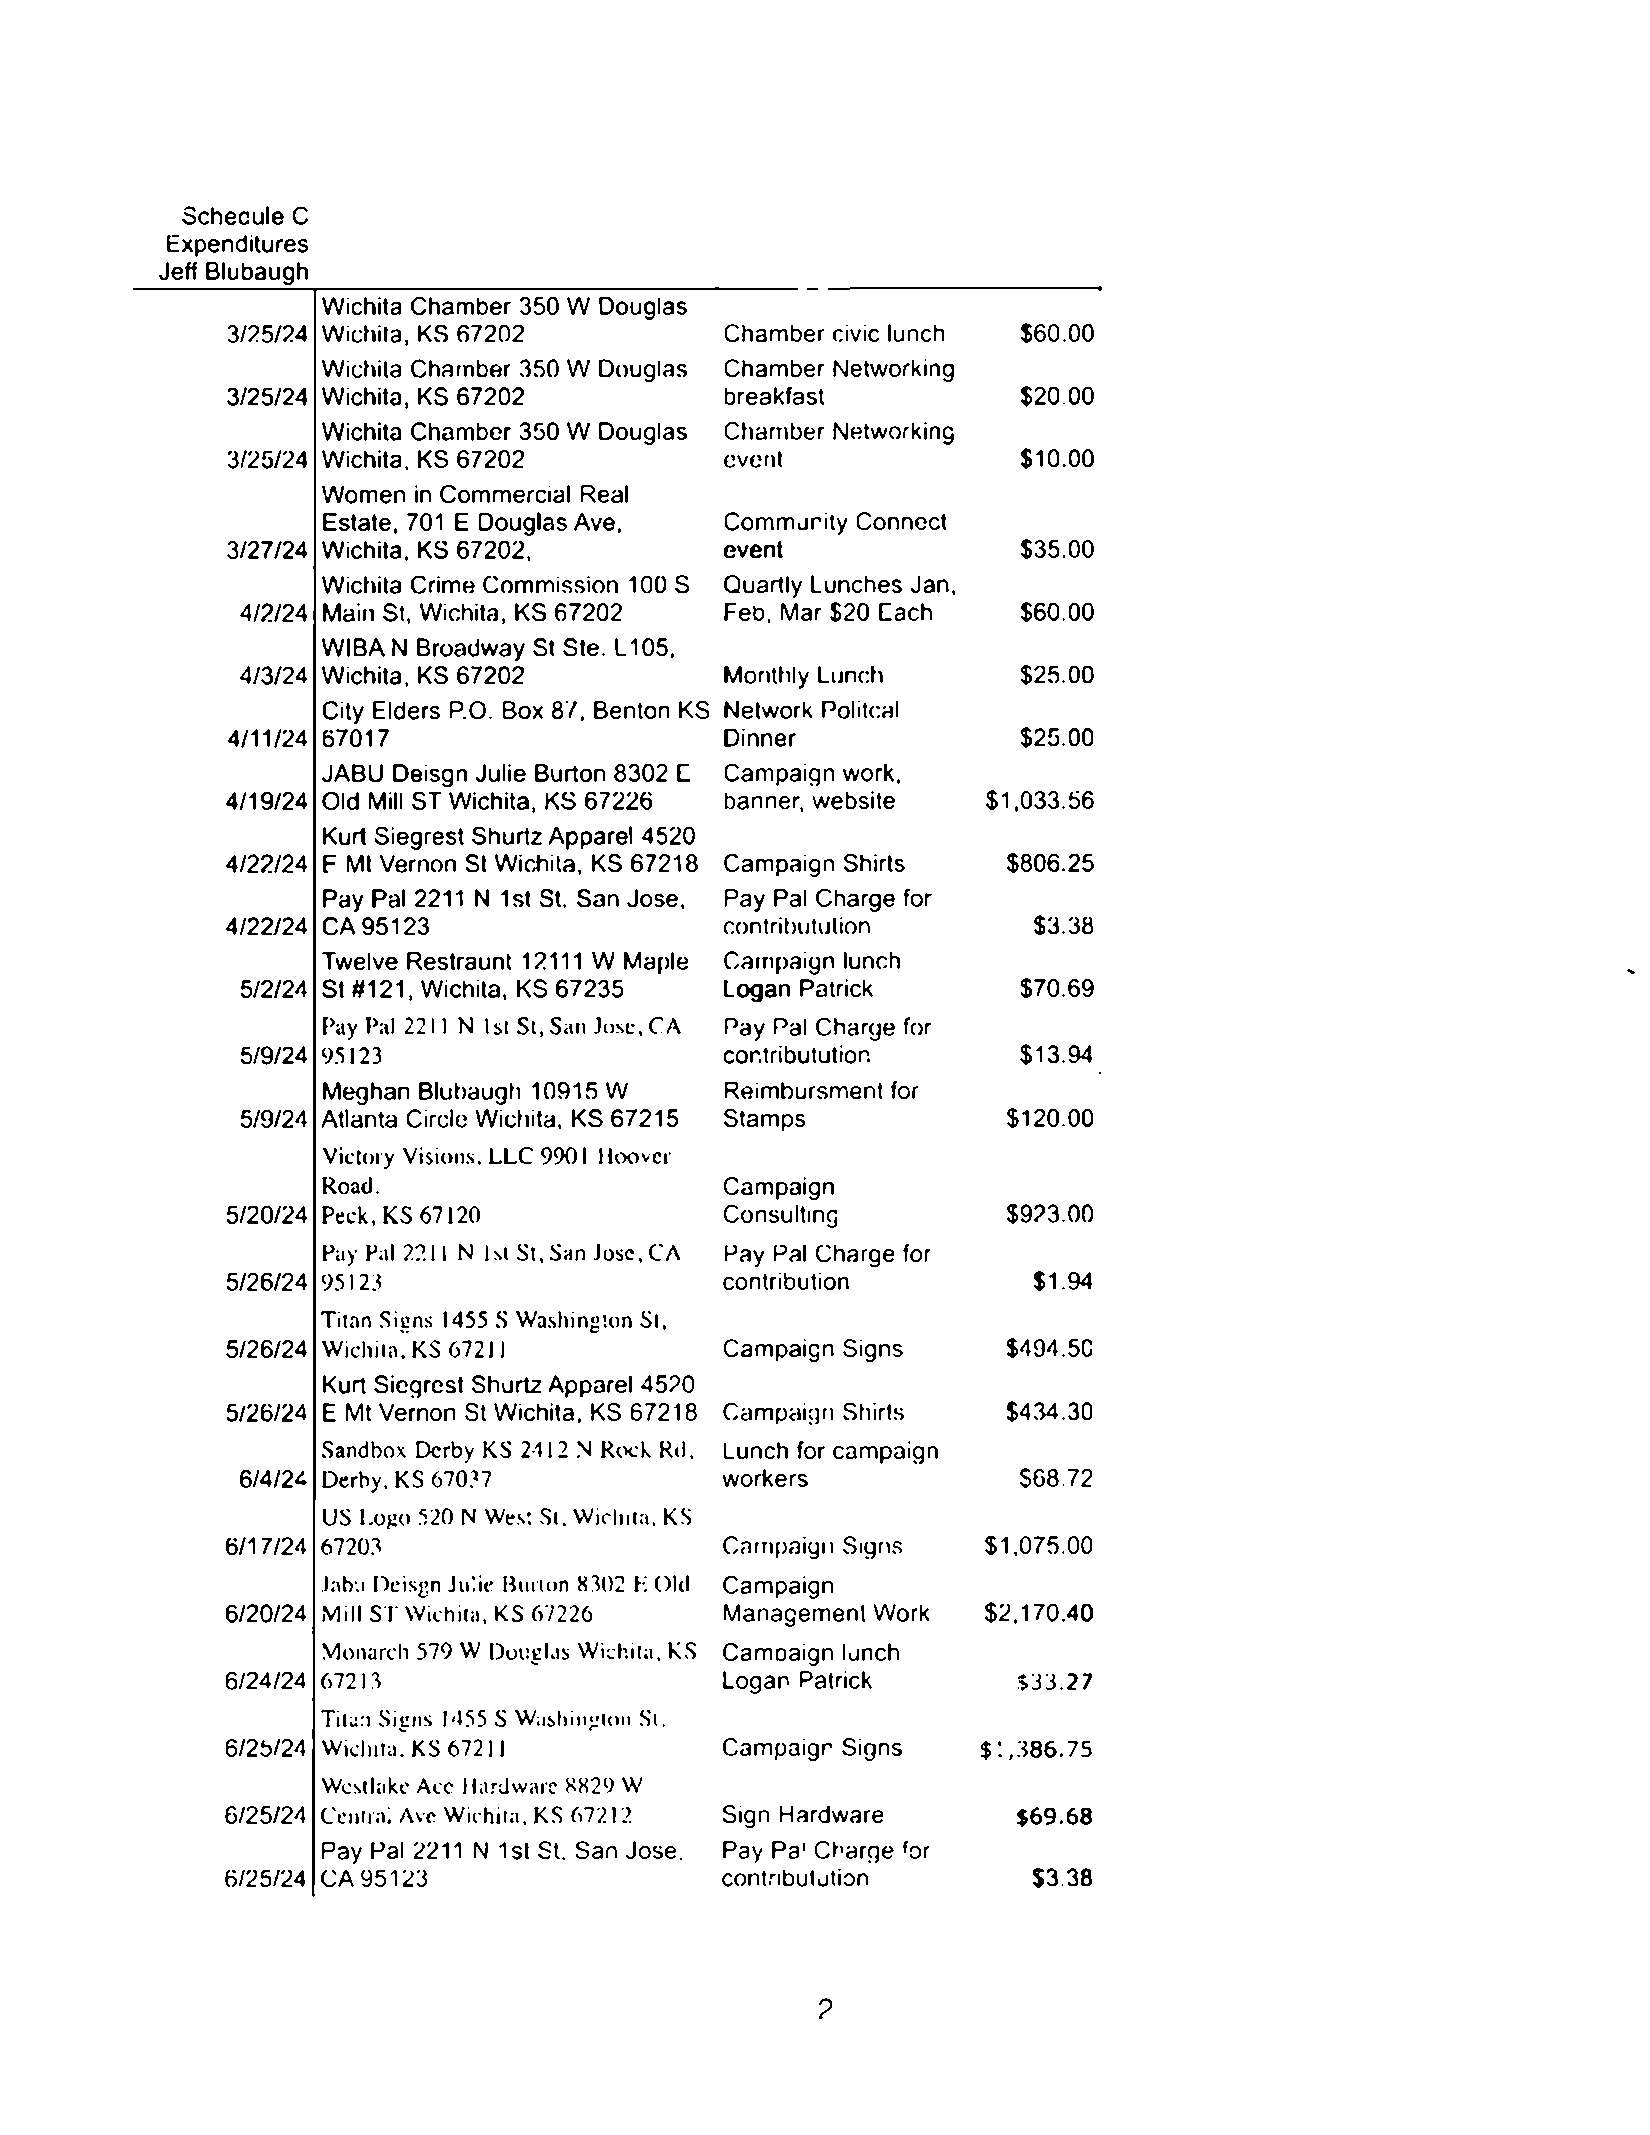 Schedule C
Expenditures
Jeff Blubaugh
Wichita Chamber 350 W Douglas
3/25/24 Wichita, KS 67202 Chamber civic lunch $60.00
Wichita Chamber 350 W Douglas Chamber Networking
3/25/24 Wichita, KS 67202 breakfast $20.00
Wichita Chamber 350 W Douglas Chamber Networking
3/25/24 Wichita, KS 67202 event $10.00
Women in Commercial Real
Estate, 701 E Douglas Ave, Community Connect
3/27/24 Wichita, KS 67202, event $35.00
Wichita Crime Commission 100 S Quartly Lunches Jan,
4/2/24 Main St, Wichita, KS 67202 Feb, Mar $20 Each $60.00
WIBA N Broadway St Ste. L105,
4/3/24 Wichita, KS 67202 Monthly Lunch $25.00
City Elders P.O. Box 87, Benton KS Network Politcal
4/11/24 67017 Dinner $25.00
JABU Deisgn Julie Burton 8302 E Campaign work,
4/19/24 Old Mill ST Wichita, KS 67226 banner, website $1,033.56
Kurt Siegrest Shurtz Apparel 4520
4/22/24 E Mt Vernon St Wichita, KS 67218 Campaign Shirts $806.25
Pay Pal 2211 N 1st St. San Jose, Pay Pal Charge for
4/22/24 CA 95123 contributution $3.38
Twelve Restraunt 12111 W Maple Campaign lunch
5/2/24 St #121, Wichita, KS 67235 Logan Patrick $70.69
Pay Pal 2211 N 1st St, San Jose, CA Pay Pal Charge for
5/9/24 95123 contributution $13.94
Meghan Blubaugh 10915 W Reimbursment for
5/9/24 Atlanta Circle Wichita, KS 67215 Stamps $120.00
Victory Visions, LLC 9901 Hoover
Road. Campaign
5/20/24 Peck, KS 67120 Consulting $923.00
Pay Pal 2211 N 1st St, San Jose, CA Pay Pal Charge for
5/26/24 95123 contribution $1.94
Titan Signs 1455 S Washington St,
5/26/24 Wichita, KS 67211 Campaign Signs $494.50
Kurt Siegrest Shurtz Apparel 4520
5/26/24 E Mt Vernon St Wichita, KS 67218 Campaign Shirts $434.30
Sandbox Derby KS 2412 N Rock Rd, Lunch for campaign
6/4/24 Derby, KS 67037 workers $68.72
US Logo 520 N West St. Wichita, KS
6/17/24 67203 Campaign Signs $1,075.00
Jabu Deisgn Julie Burton 8302 E Old Campaign
6/20/24 Mill ST Wichita, KS 67226 Management Work $2,170.40
Monarch 579 W Douglas Wichita, KS Campaign lunch
6/24/24 67213 Logan Patrick $33.27
Titan Signs 1455 S Washington St,
6/25/24 Wichita, KS 67211 Campaign Signs $1,386.75
Westlake Ace Hardware 8829 W
6/25/24 Central Ave Wichita, KS 67212 Sign Hardware $69.68
Pay Pal 2211 N 1st St. San Jose, Pay Pal Charge for
6/25/24 CA 95123 contributution $3.38
2